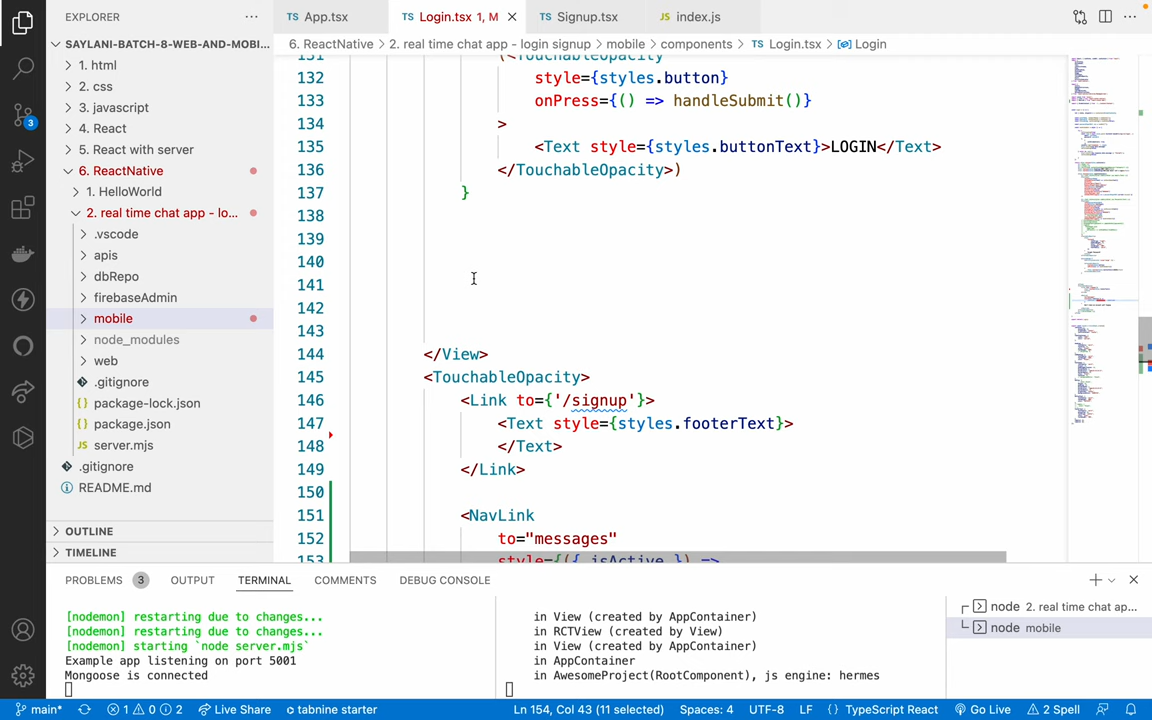 EXPLORER
App.tsx
Login.tsx 1, M
Signup.tsx
index.js
SAYLANI-BATCH-8-WEB-AND-MOBI...
6. ReactNative > 2. real time chat app - login signup > mobile > components > Login.tsx > Login
1. html
2. css
3. javascript
4. React
5. React with server
6. ReactNative
1. HelloWorld
2. real time chat app - lo...
.vscode
apis
dbRepo
firebaseAdmin
mobile
node_modules
web
.gitignore
package-lock.json
package.json
server.mjs
.gitignore
README.md
OUTLINE
TIMELINE
131 (<TouchableOpacity
132 style={styles.button}
133 onPress={() => handleSubmit()}
134 >
135 <Text style={styles.buttonText}>LOGIN</Text>
136 </TouchableOpacity>)
137 }
138
139
140
141
142
143
144 </View>
145 <TouchableOpacity>
146 <Link to={'/signup'}>
147 <Text style={styles.footerText}>
148 </Text>
149 </Link>
150
151 <NavLink
152 to="messages"
153 style={({ isActive }) =>
PROBLEMS 3
OUTPUT
TERMINAL
COMMENTS
DEBUG CONSOLE
[nodemon] restarting due to changes...
[nodemon] restarting due to changes...
[nodemon] starting `node server.mjs`
Example app listening on port 5001
Mongoose is connected
in View (created by AppContainer)
in RCTView (created by View)
in View (created by AppContainer)
in AppContainer
in AwesomeProject(RootComponent), js engine: hermes
node 2. real time chat ap...
node mobile
3
main*
1 0 2
Live Share
tabnine starter
Ln 154, Col 43 (11 selected)
Spaces: 4
UTF-8
LF
TypeScript React
Go Live
2 Spell